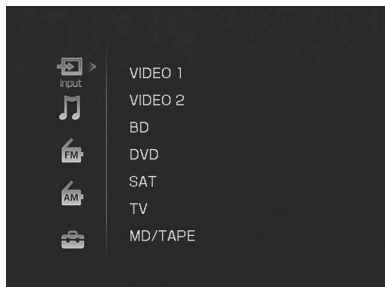 Input
VIDEO 1
VIDEO 2
BD
FM
DVD
SAT
AM
TV
MD/TAPE